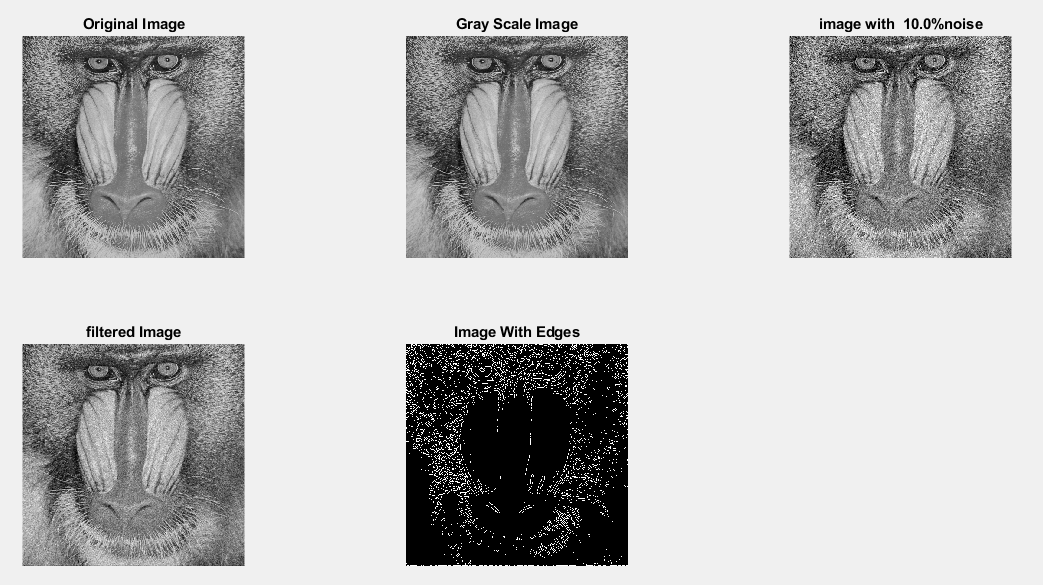 Original Image
Gray Scale Image
image with  10.0%noise
filtered Image
Image With Edges